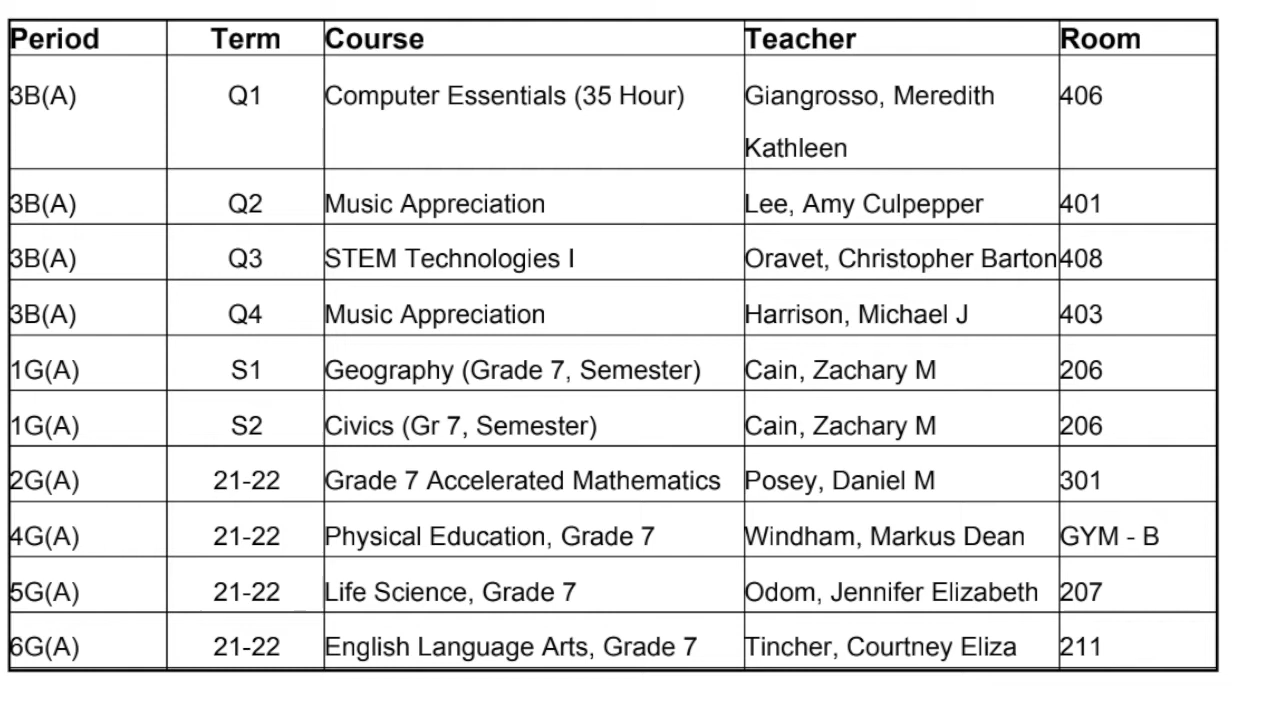 Period Term Course Teacher Room
3B(A) Q1 Computer Essentials (35 Hour) Giangrosso, Meredith 406
Kathleen
3B(A) Q2 Music Appreciation Lee, Amy Culpepper 401
3B(A) Q3 STEM Technologies I Oravet, Christopher Barton 408
3B(A) Q4 Music Appreciation Harrison, Michael J 403
1G(A) S1 Geography (Grade 7, Semester) Cain, Zachary M 206
1G(A) S2 Civics (Gr 7, Semester) Cain, Zachary M 206
2G(A) 21-22 Grade 7 Accelerated Mathematics Posey, Daniel M 301
4G(A) 21-22 Physical Education, Grade 7 Windham, Markus Dean GYM - B
5G(A) 21-22 Life Science, Grade 7 Odom, Jennifer Elizabeth 207
6G(A) 21-22 English Language Arts, Grade 7 Tincher, Courtney Eliza 211